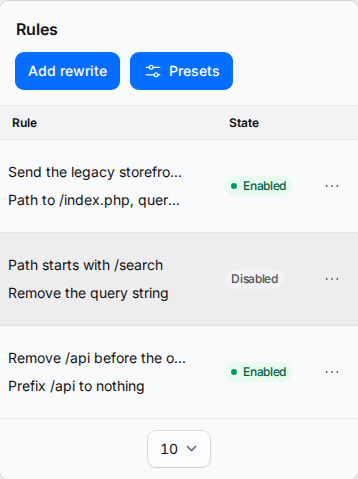 Rules
Add rewrite
Presets
Rule State
Send the legacy storefro...
Path to /index.php, quer...
Enabled
Path starts with /search
Remove the query string
Disabled
Remove /api before the o...
Prefix /api to nothing
Enabled
10